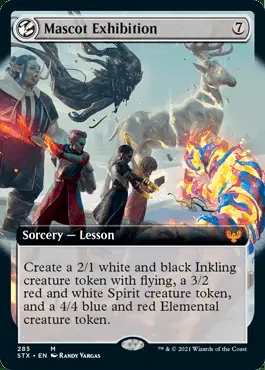 Mascot Exhibition 7
Sorcery — Lesson
Create a 2/1 white and black Inkling
creature token with flying, a 3/2
red and white Spirit creature token,
and a 4/4 blue and red Elemental
creature token.
285 M
STX • EN RANDY VARGAS
™ & © 2021 Wizards of the Coast